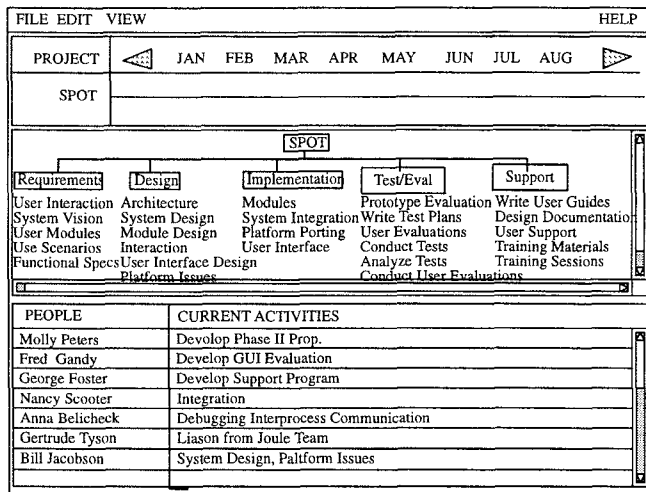 FILE EDIT VIEW HELP
PROJECT JAN FEB MAR APR MAY JUN JUL AUG
SPOT
SPOT
Requirements Design Implementation Test/Eval Support
User Interaction Architecture Modules Prototype Evaluation Write User Guides
System Vision System Design System Integration Write Test Plans Design Documentation
User Modules Module Design Platform Porting User Evaluations User Support
Use Scenarios Interaction User Interface Conduct Tests Training Materials
Functional Specs User Interface Design Analyze Tests Training Sessions
Platform Issues Conduct User Evaluations
PEOPLE CURRENT ACTIVITIES
Molly Peters Devolop Phase II Prop.
Fred Gandy Develop GUI Evaluation
George Foster Develop Support Program
Nancy Scooter Integration
Anna Belicheck Debugging Interprocess Communication
Gertrude Tyson Liason from Joule Team
Bill Jacobson System Design, Paltform Issues